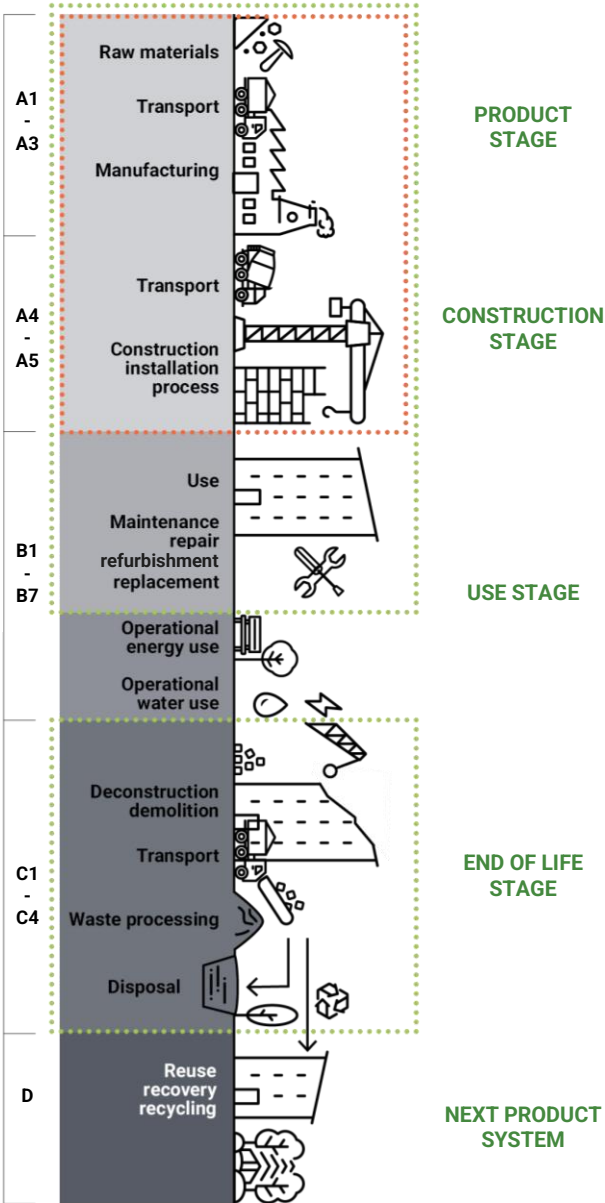 A1
-
A3
Raw materials
Transport
Manufacturing
PRODUCT
STAGE
A4
-
A5
Transport
Construction
installation
process
CONSTRUCTION
STAGE
B1
-
B7
Use
Maintenance
repair
refurbishment
replacement
Operational
energy use
Operational
water use
USE STAGE
C1
-
C4
Deconstruction
demolition
Transport
Waste processing
Disposal
END OF LIFE
STAGE
D
Reuse
recovery
recycling
NEXT PRODUCT
SYSTEM